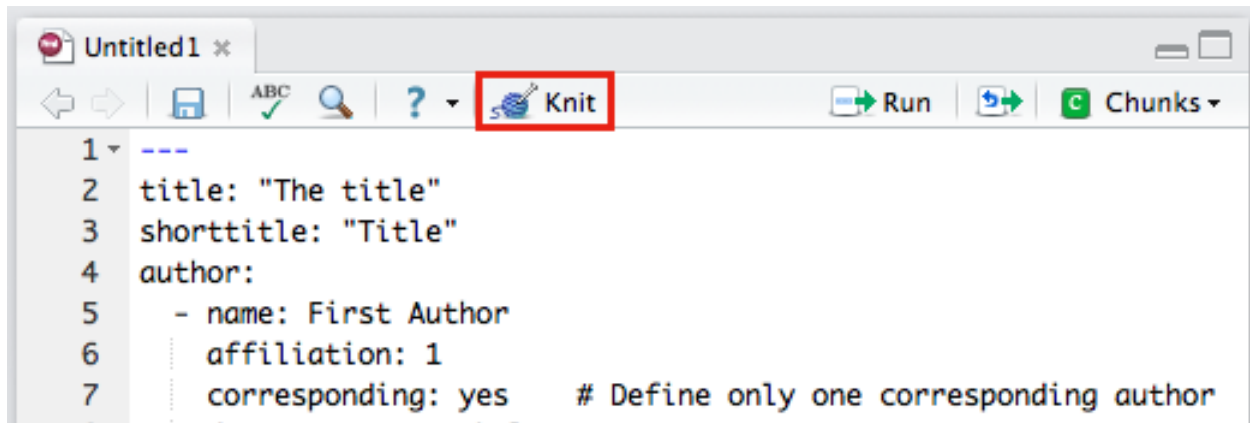 Untitled1
ABC ? Knit Run C Chunks
1 ---
2 title: "The title"
3 shorttitle: "Title"
4 author:
5 - name: First Author
6 affiliation: 1
7 corresponding: yes # Define only one corresponding author